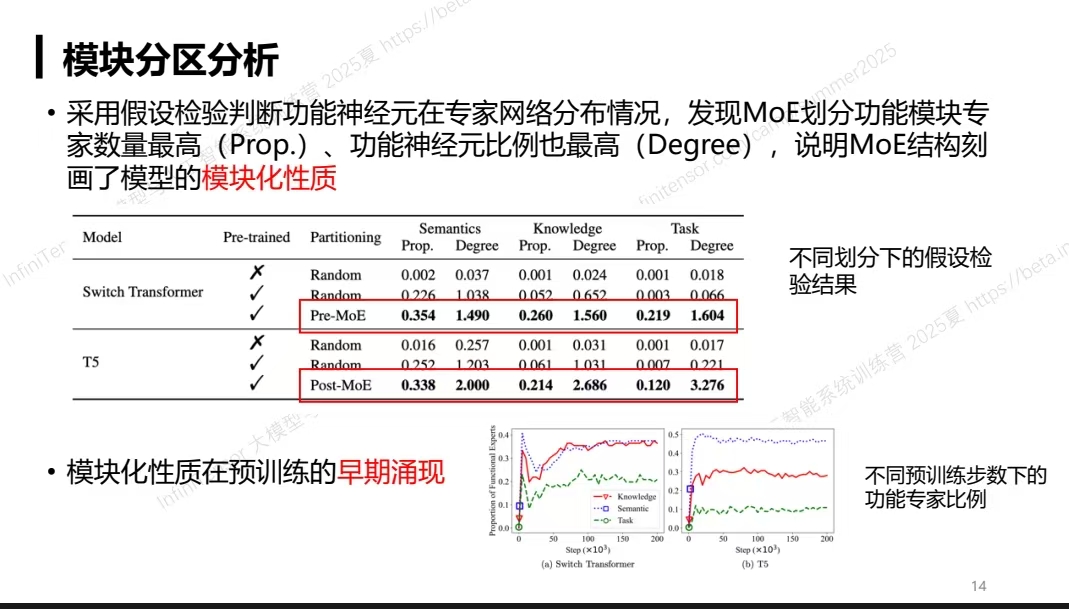 模块分区分析
• 采用假设检验判断功能神经元在专家网络分布情况，发现MoE划分功能模块专
家数量最高（Prop.）、功能神经元比例也最高（Degree），说明MoE结构刻
画了模型的模块化性质
Semantics Knowledge Task
Model Pre-trained Partitioning Prop. Degree Prop. Degree Prop. Degree
✗ Random 0.002 0.037 0.001 0.024 0.001 0.018
Switch Transformer ✓ Random 0.226 1.038 0.052 0.652 0.003 0.066
✓ Pre-MoE 0.354 1.490 0.260 1.560 0.219 1.604
✗ Random 0.016 0.257 0.001 0.031 0.001 0.017
T5 ✓ Random 0.252 1.203 0.061 1.031 0.007 0.221
✓ Post-MoE 0.338 2.000 0.214 2.686 0.120 3.276
不同划分下的假设检
验结果
• 模块化性质在预训练的早期涌现
Proportion of Functional Experts
0.4
0.3
0.2
0.1
0.0
Knowledge
Semantic
Task
0 50 100 150 200
Step (×10³)
(a) Switch Transformer
0.5
0.4
0.3
0.2
0.1
0.0
0 50 100 150 200
Step (×10³)
(b) T5
不同预训练步数下的
功能专家比例
14